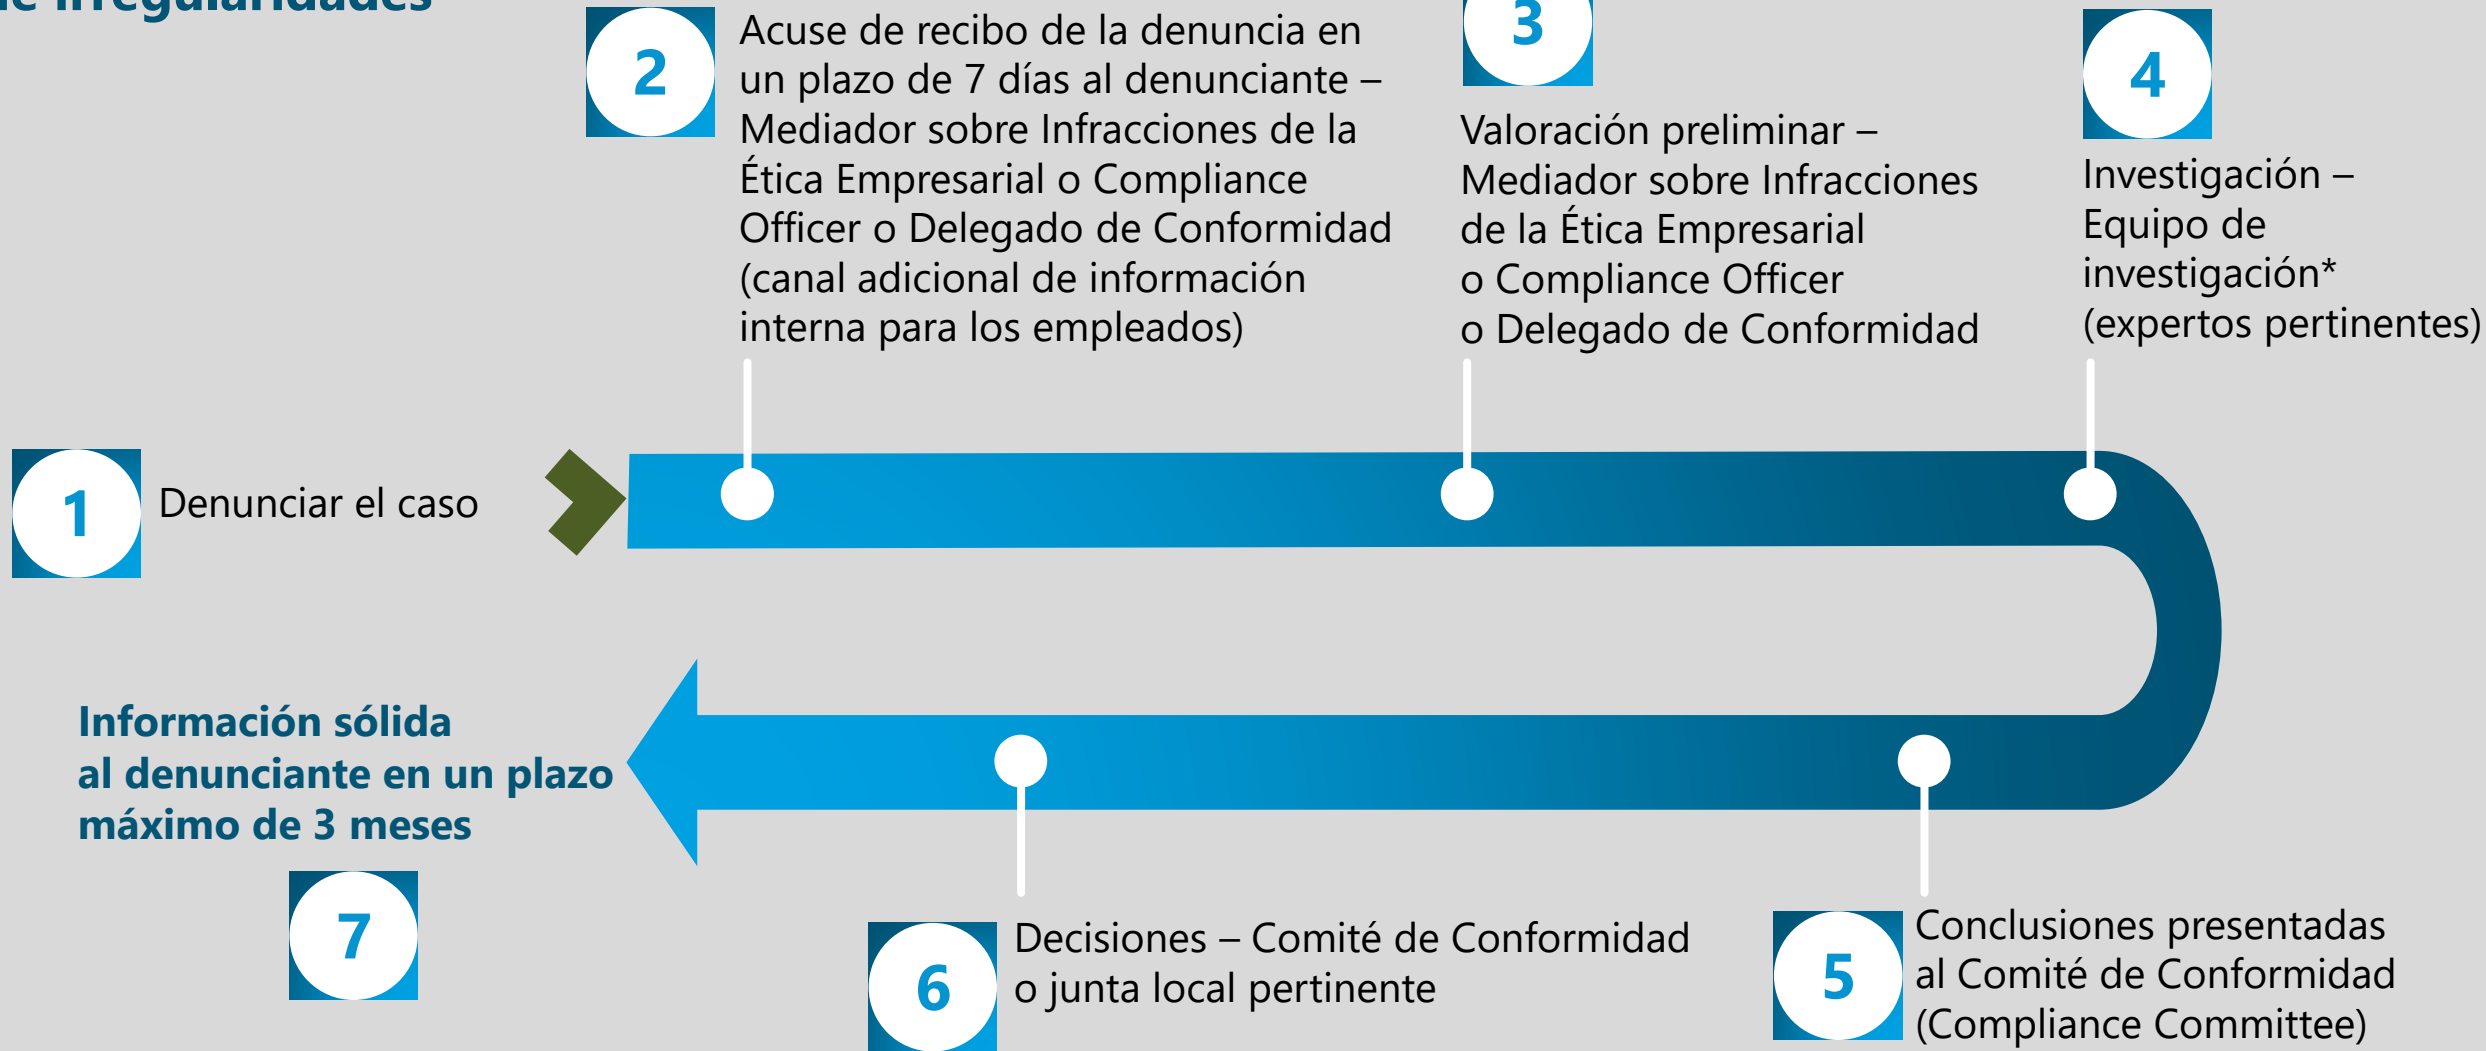 de irregularidades
1
Denunciar el caso
2
Acuse de recibo de la denuncia en
un plazo de 7 días al denunciante –
Mediador sobre Infracciones de la
Ética Empresarial o Compliance
Officer o Delegado de Conformidad
(canal adicional de información
interna para los empleados)
3
Valoración preliminar –
Mediador sobre Infracciones
de la Ética Empresarial
o Compliance Officer
o Delegado de Conformidad
4
Investigación –
Equipo de
investigación*
(expertos pertinentes)
5
Conclusiones presentadas
al Comité de Conformidad
(Compliance Committee)
6
Decisiones – Comité de Conformidad
o junta local pertinente
Información sólida
al denunciante en un plazo
máximo de 3 meses
7